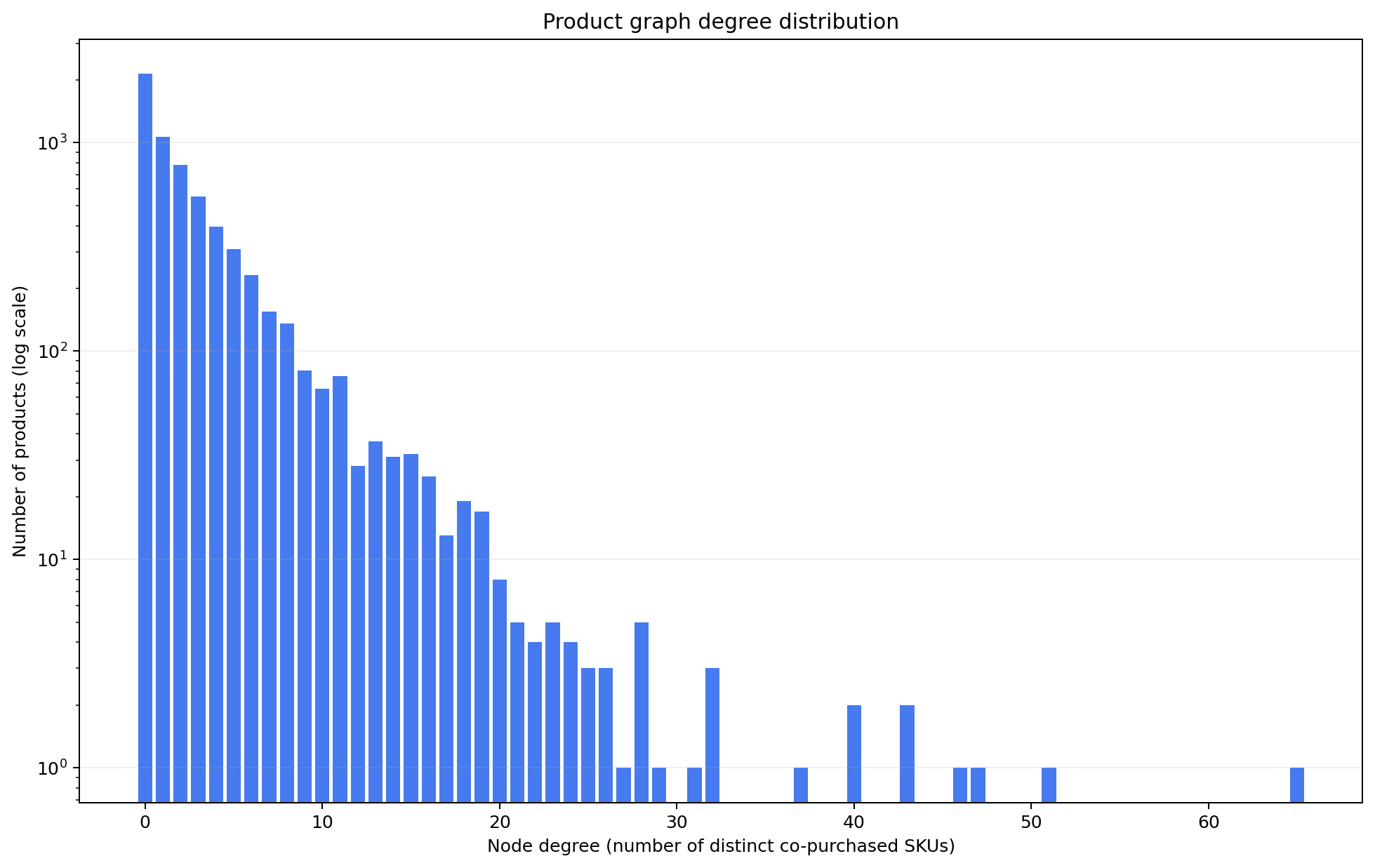 Product graph degree distribution
Number of products (log scale)
10³
10²
10¹
10⁰
0 10 20 30 40 50 60
Node degree (number of distinct co-purchased SKUs)